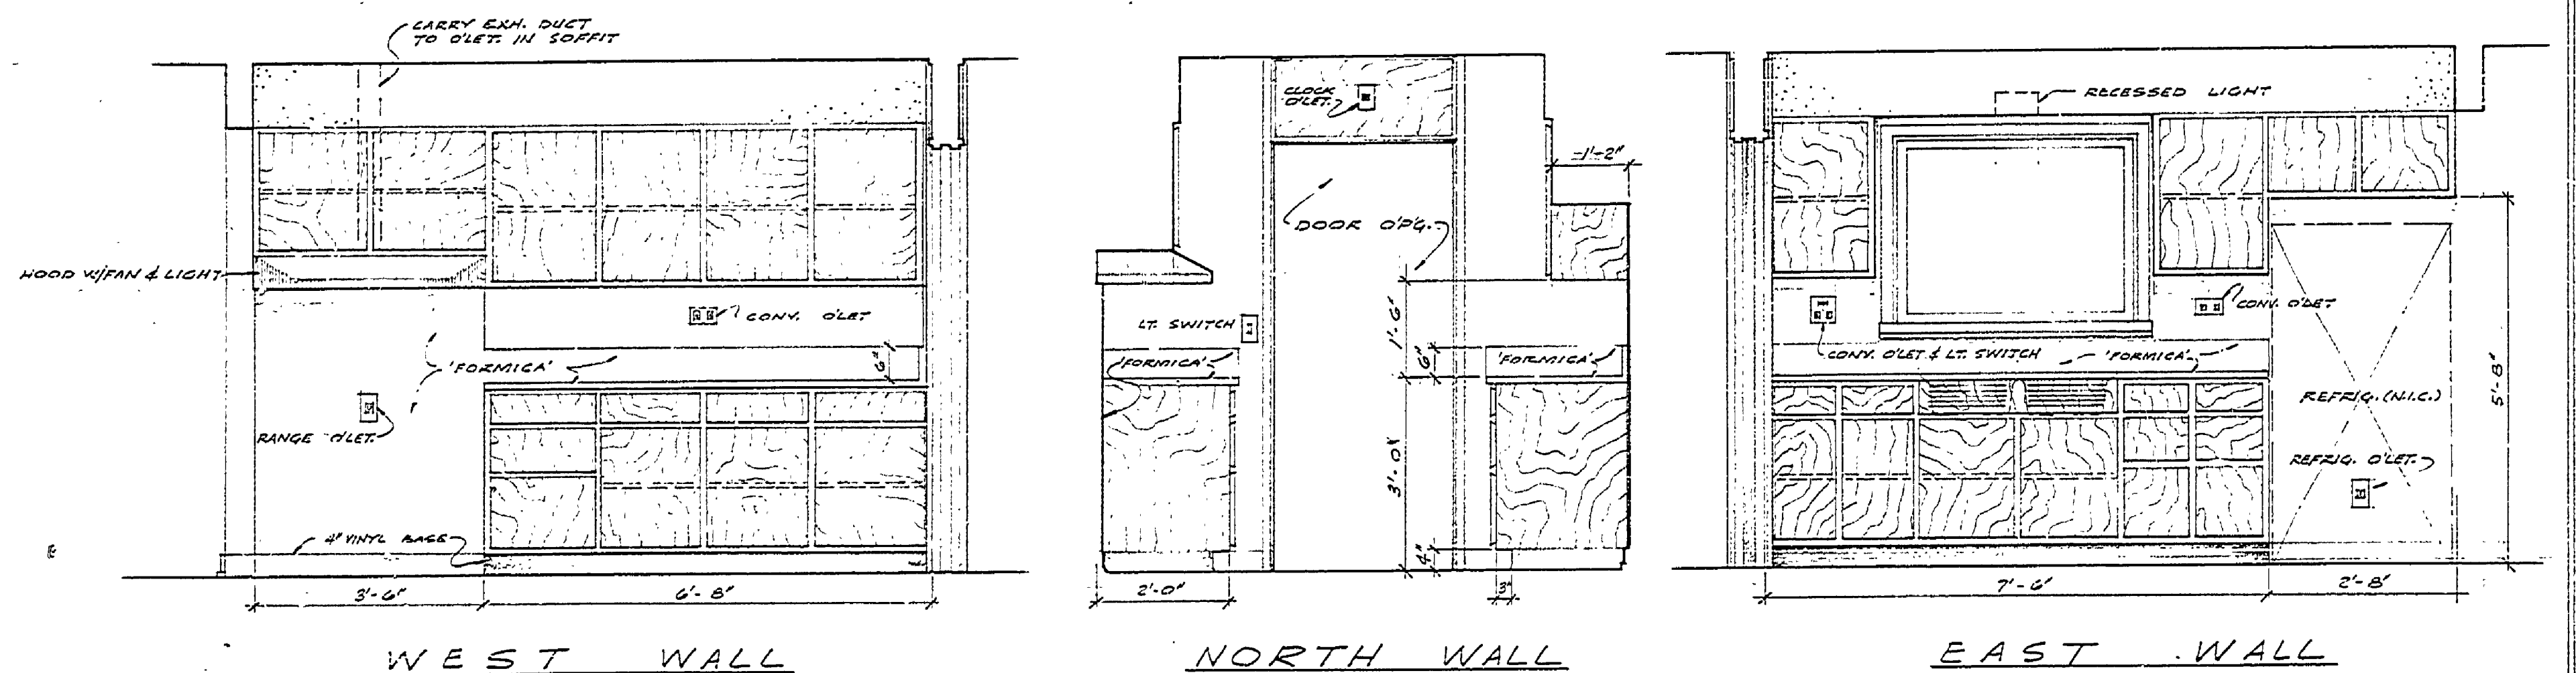 CARRY EXH. DUCT
TO O'LET. IN SOFFIT
HOOD W/FAN & LIGHT
CONV. O'LET
'FORMICA'
6"
RANGE O'LET.
4" VINYL BASE
3'-6"
6'-8"
WEST WALL
CLOCK
O'LET.
1'-2"
DOOR O'P'G.
LT. SWITCH
1'-6"
'FORMICA'
6"
'FORMICA'
3'-0"
4"
2'-0"
3"
NORTH WALL
RECESSED LIGHT
CONV. O'LET
CONV. O'LET & LT. SWITCH
'FORMICA'
REFRIG. (N.I.C.)
5'-8"
REFRIG. O'LET.
7'-6"
2'-8"
EAST WALL